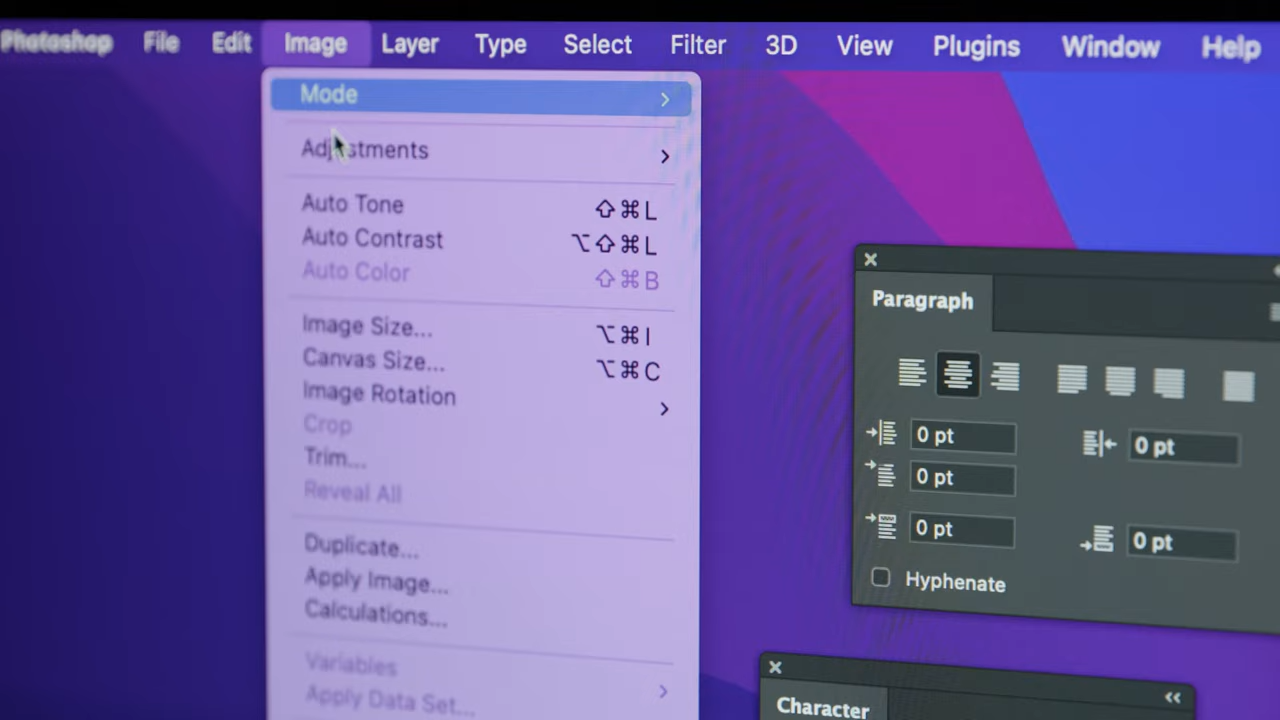 Photoshop File Edit Image Layer Type Select Filter 3D View Plugins Window Help
Mode
Adjustments
Auto Tone ⇧⌘L
Auto Contrast ⌥⇧⌘L
Auto Color ⇧⌘B
Image Size... ⌥⌘I
Canvas Size... ⌥⌘C
Image Rotation
Crop
Trim...
Reveal All
Duplicate...
Apply Image...
Calculations...
Variables
Apply Data Set...
Paragraph
0 pt 0 pt
0 pt
0 pt 0 pt
Hyphenate
Character